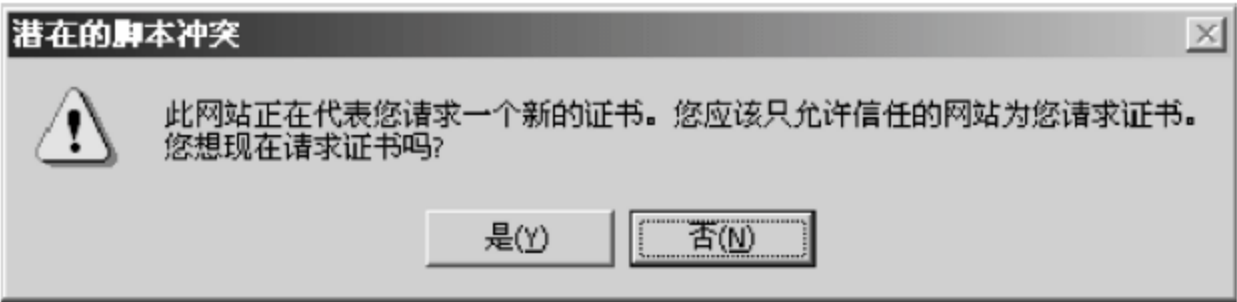 潜在的脚本冲突
此网站正在代表您请求一个新的证书。您应该只允许信任的网站为您请求证书。
您想现在请求证书吗?
是(Y) 否(N)